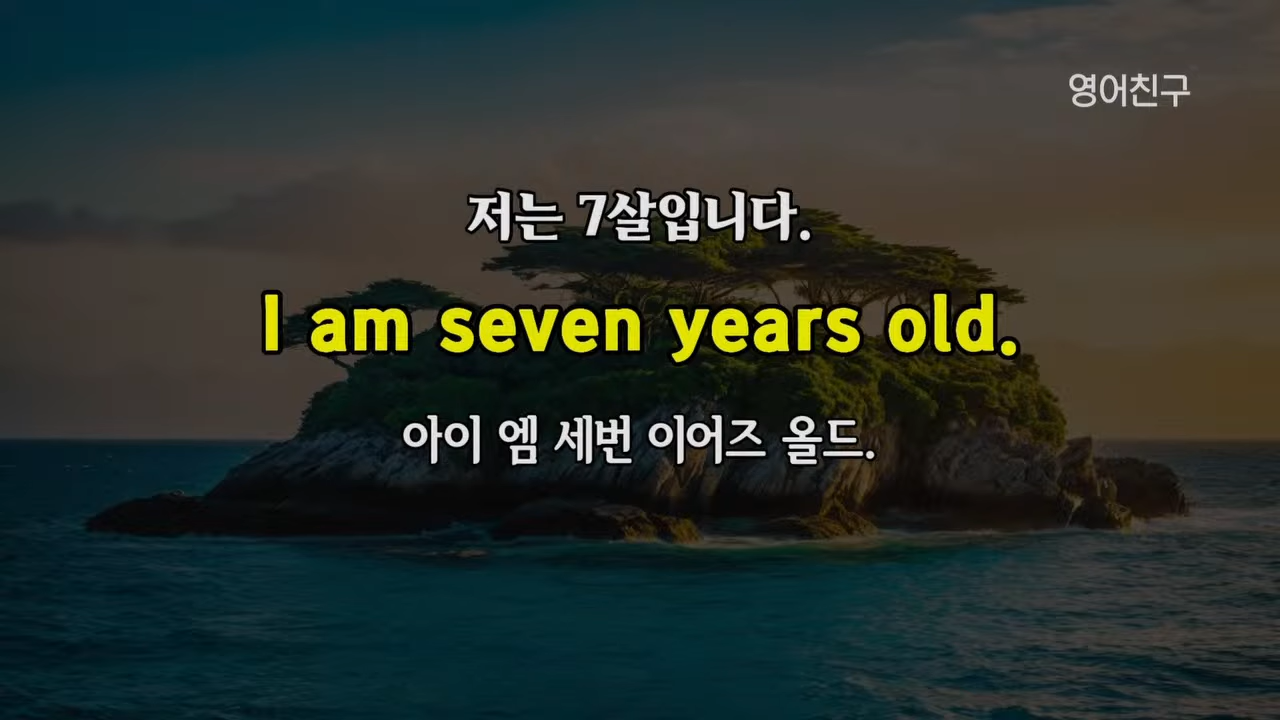 영어친구
저는 7살입니다.
I am seven years old.
아이 엠 세번 이어즈 올드.